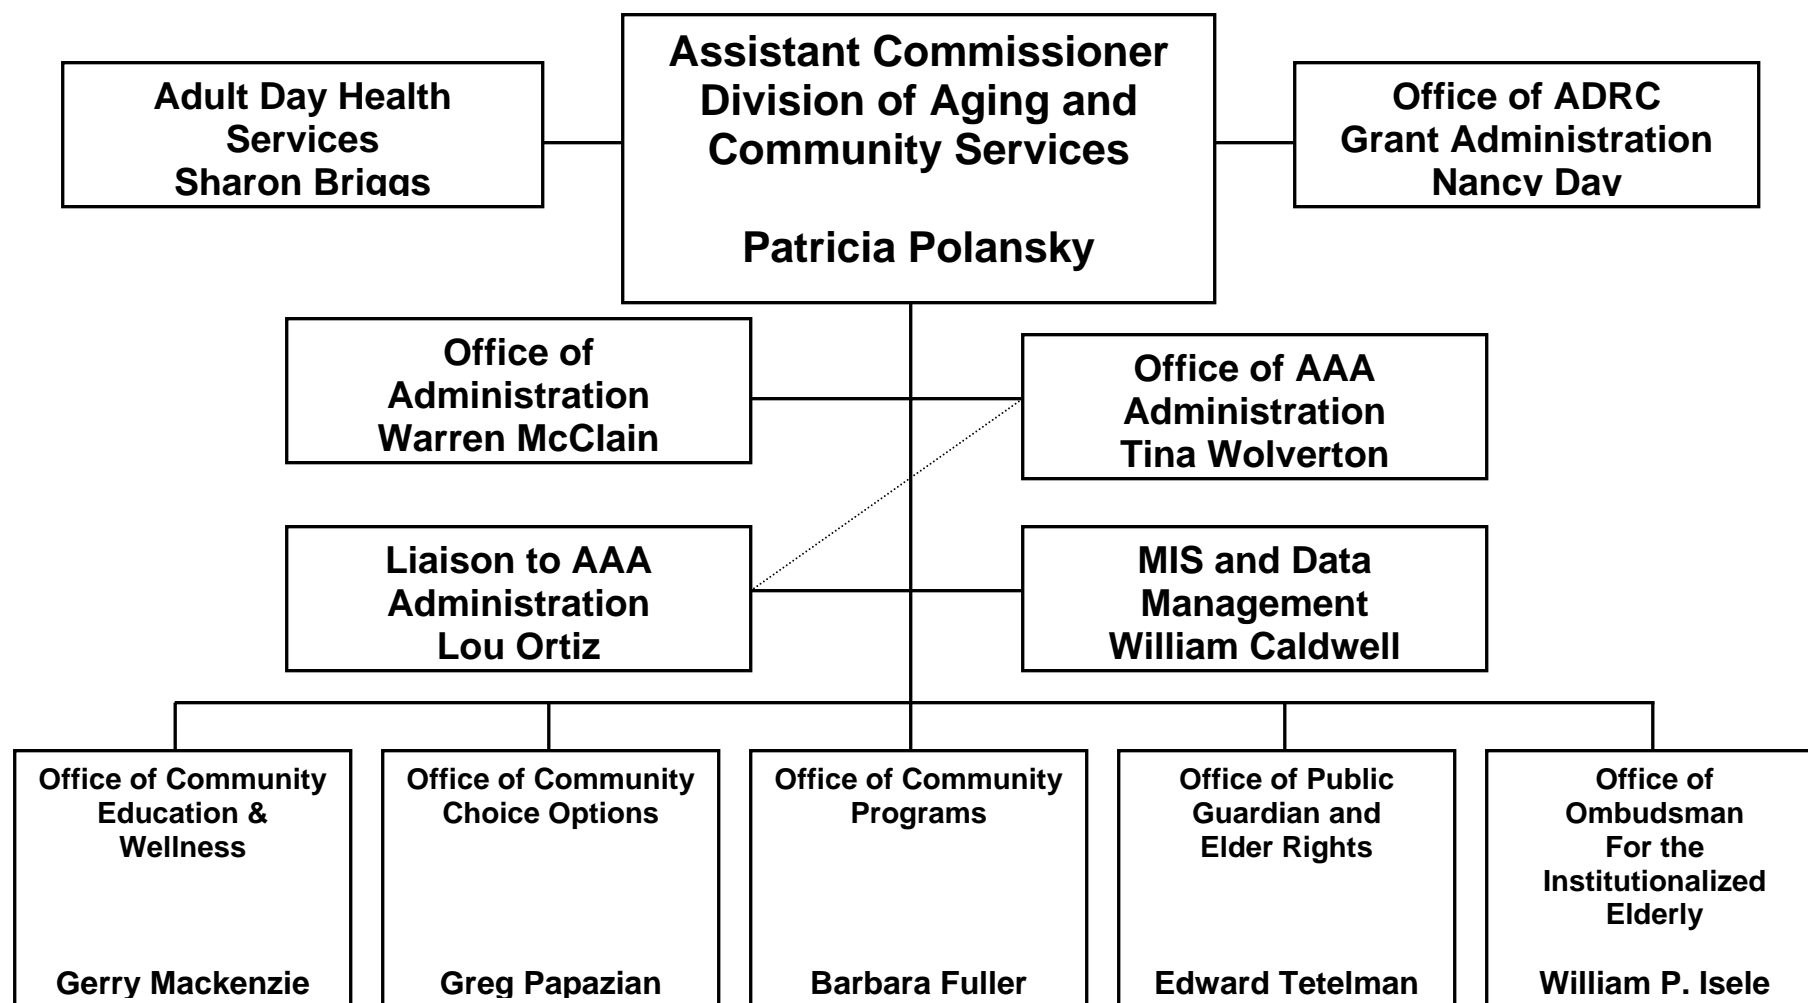 Assistant Commissioner
Division of Aging and
Community Services
Patricia Polansky
Adult Day Health
Services
Sharon Briggs
Office of ADRC
Grant Administration
Nancy Day
Office of
Administration
Warren McClain
Office of AAA
Administration
Tina Wolverton
Liaison to AAA
Administration
Lou Ortiz
MIS and Data
Management
William Caldwell
Office of Community
Education &
Wellness
Gerry Mackenzie
Office of Community
Choice Options
Greg Papazian
Office of Community
Programs
Barbara Fuller
Office of Public
Guardian and
Elder Rights
Edward Tetelman
Office of
Ombudsman
For the
Institutionalized
Elderly
William P. Isele